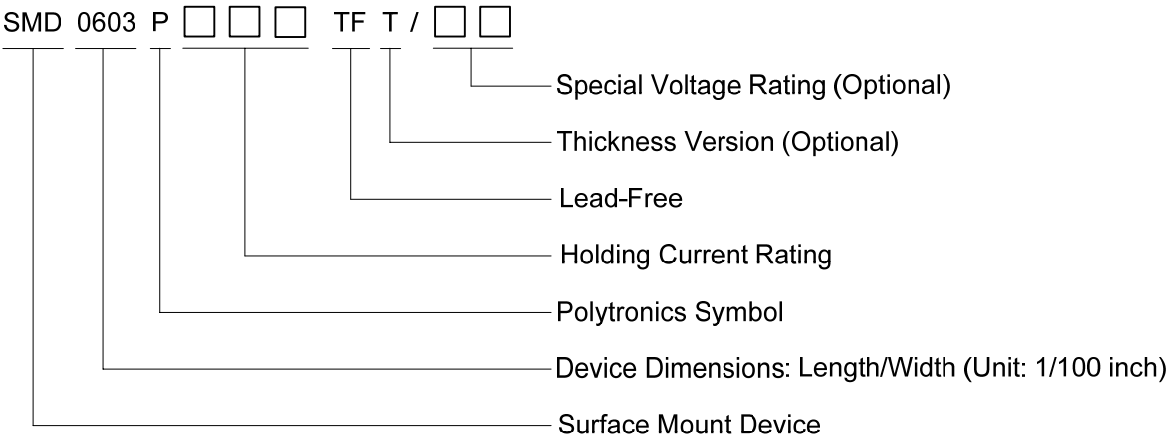 SMD 0603 P □ □ □ TF T / □ □
Special Voltage Rating (Optional)
Thickness Version (Optional)
Lead-Free
Holding Current Rating
Polytronics Symbol
Device Dimensions: Length/Width (Unit: 1/100 inch)
Surface Mount Device